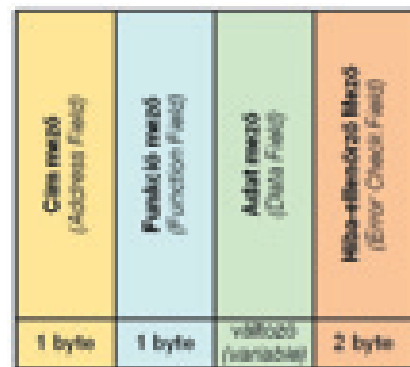 Cím mező
(Address Field)
Funkció mező
(Function Field)
Adat mező
(Data Field)
Hiba-ellenőrző Mező
(Error Check Field)
1 byte
1 byte
változó
(variable)
2 byte